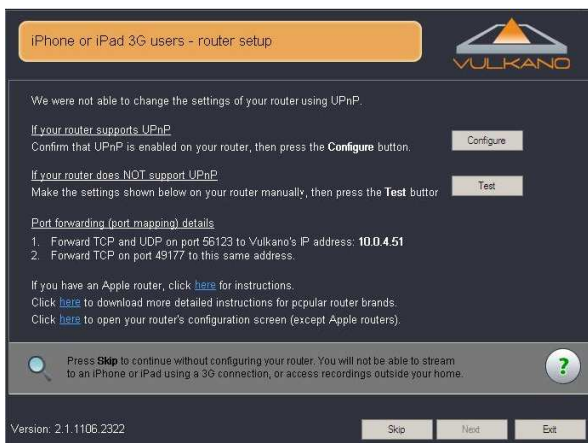 iPhone or iPad 3G users - router setup
VULKANO
We were not able to change the settings of your router using UPnP.
If your router supports UPnP
Confirm that UPnP is enabled on your router, then press the Configure button.
Configure
If your router does NOT support UPnP
Make the settings shown below on your router manually, then press the Test buttor
Test
Port forwarding (port mapping) details
1. Forward TCP and UDP on port 56123 to Vulkano's IP address: 10.0.4.51
2. Forward TCP on port 49177 to this same address.
If you have an Apple router, click here for instructions.
Click here to download more detailed instructions for popular router brands.
Click here to open your router's configuration screen (except Apple routers).
Press Skip to continue without configuring your router. You will not be able to stream
to an iPhone or iPad using a 3G connection, or access recordings outside your home.
?
Version: 2.1.1106.2322
Skip
Next
Exit